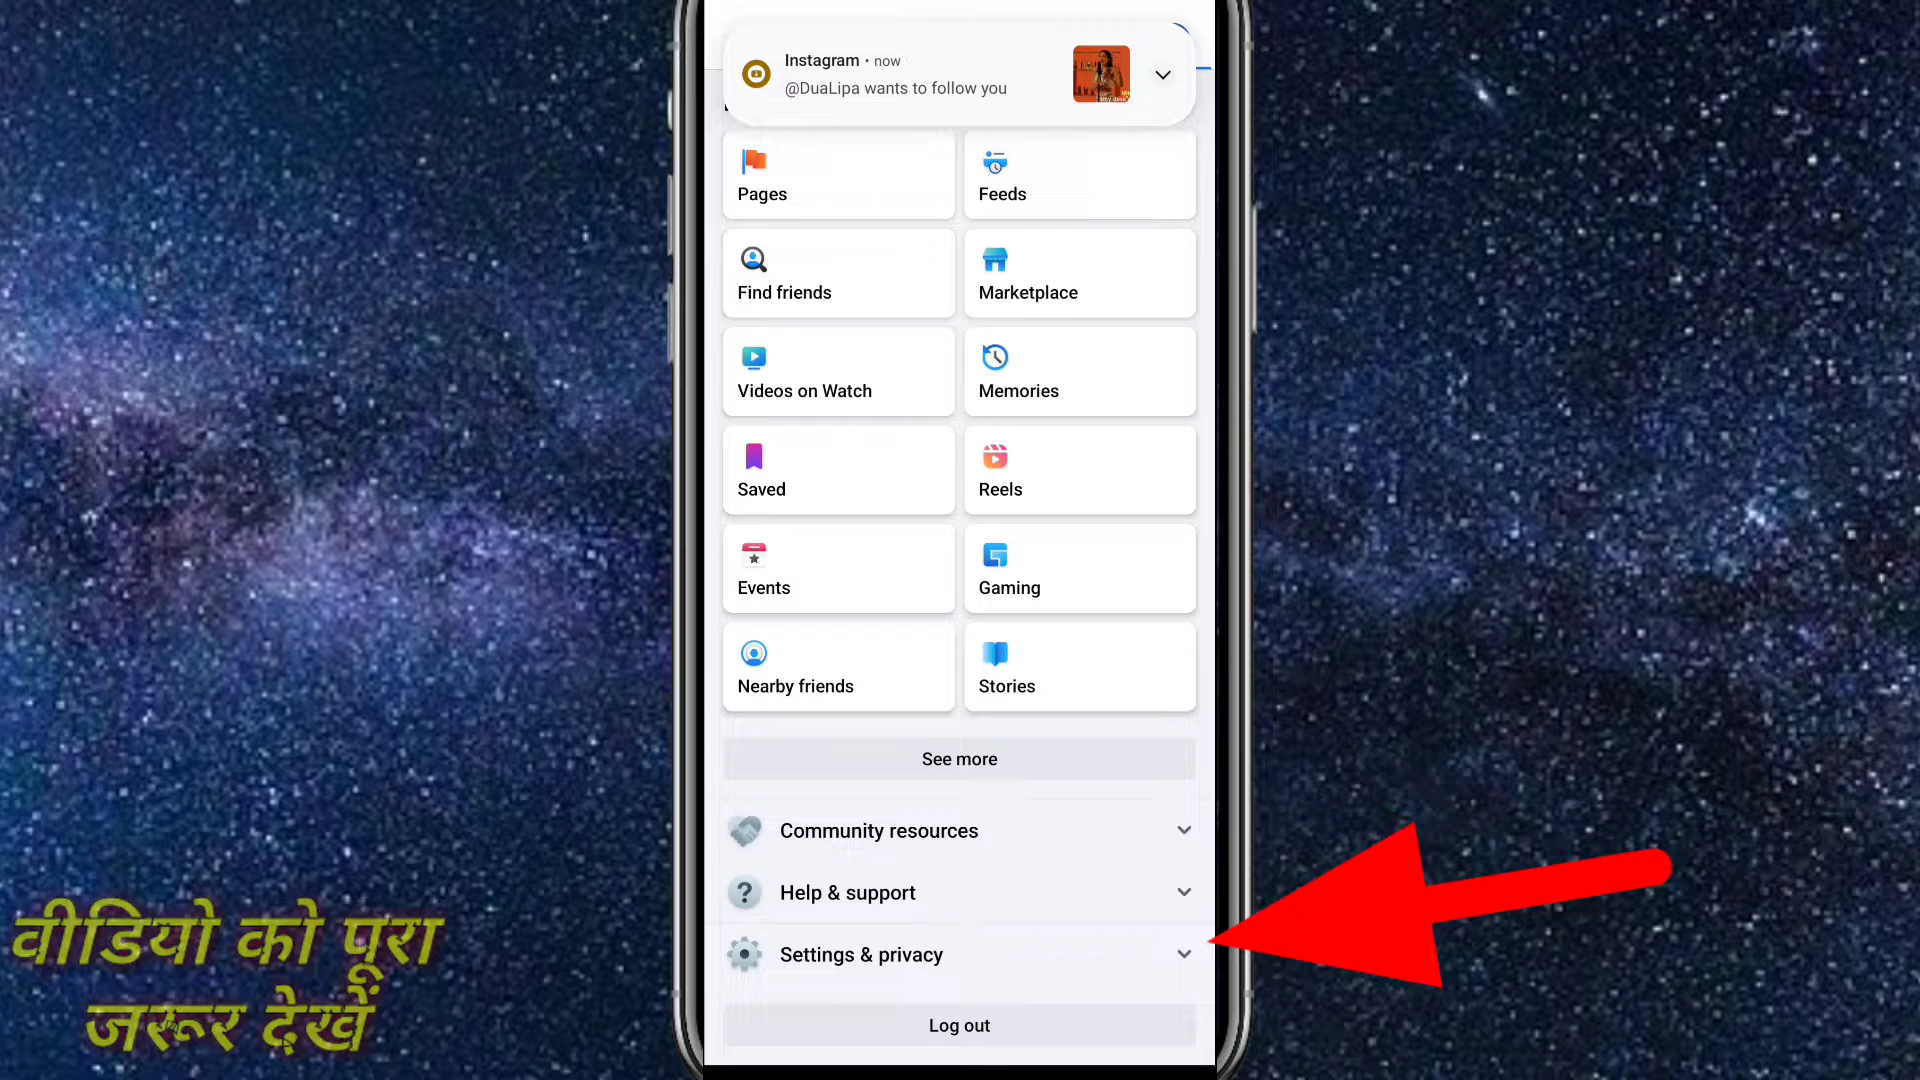 Instagram • now
@DuaLipa wants to follow you
Pages
Feeds
Find friends
Marketplace
Videos on Watch
Memories
Saved
Reels
Events
Gaming
Nearby friends
Stories
See more
Community resources
Help & support
Settings & privacy
Log out
वीडियो को पूरा
जरूर देखें